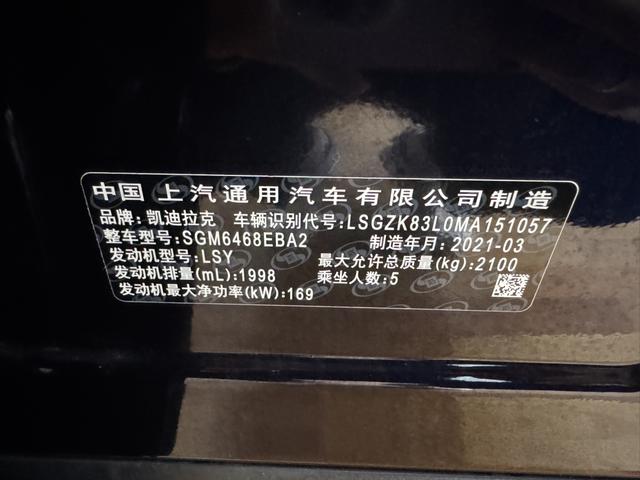 中国 上汽通用汽车有限公司制造
品牌:凯迪拉克 车辆识别代号:LSGZK83L0MA151057
整车型号:SGM6468EBA2 制造年月:2021-03
发动机型号:LSY 最大允许总质量(kg):2100
发动机排量(mL):1998 乘坐人数:5
发动机最大净功率(kW):169